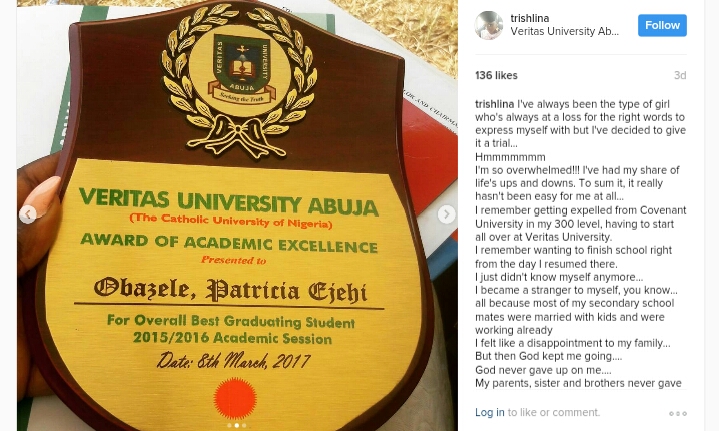 VERITAS
UNIVERSITY
ABUJA
Seeking the Truth
VERITAS UNIVERSITY ABUJA
(The Catholic University of Nigeria)
AWARD OF ACADEMIC EXCELLENCE
Presented to
Obazele, Patricia Ejehi
For Overall Best Graduating Student
2015/2016 Academic Session
Date: 8th March, 2017
trishlina
Veritas University Ab...
Follow
136 likes
3d
trishlina I've always been the type of girl
who's always at a loss for the right words to
express myself with but I've decided to give
it a trial...
Hmmmmmmm
I'm so overwhelmed!!! I've had my share of
life's ups and downs. To sum it, it really
hasn't been easy for me at all...
I remember getting expelled from Covenant
University in my 300 level, having to start
all over at Veritas University.
I remember wanting to finish school right
from the day I resumed there.
I just didn't know myself anymore...
I became a stranger to myself, you know...
all because most of my secondary school
mates were married with kids and were
working already
I felt like a disappointment to my family...
But then God kept me going....
God never gave up on me....
My parents, sister and brothers never gave
Log in to like or comment.